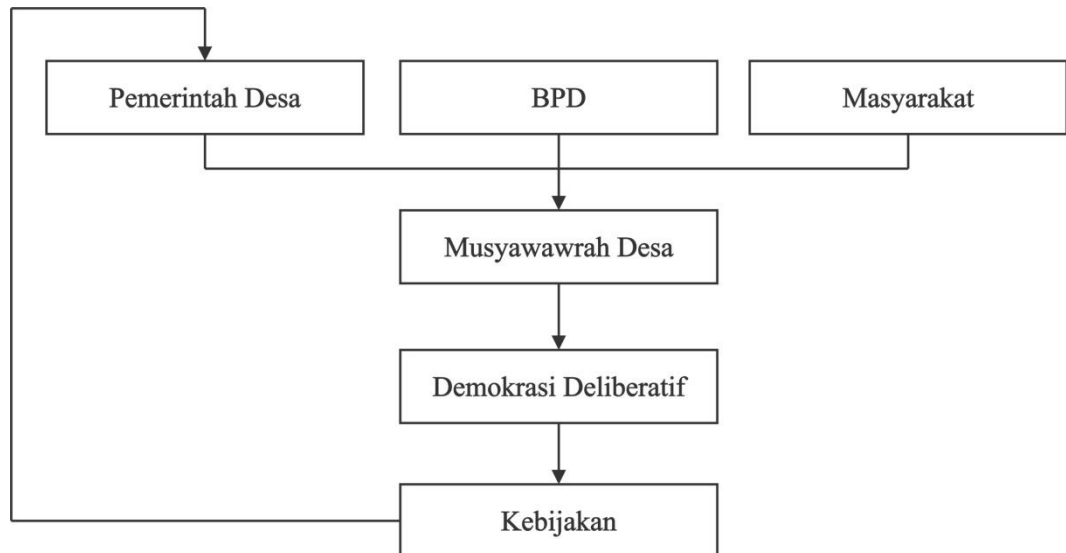 Pemerintah Desa
BPD
Masyarakat
Musyawawrah Desa
Demokrasi Deliberatif
Kebijakan